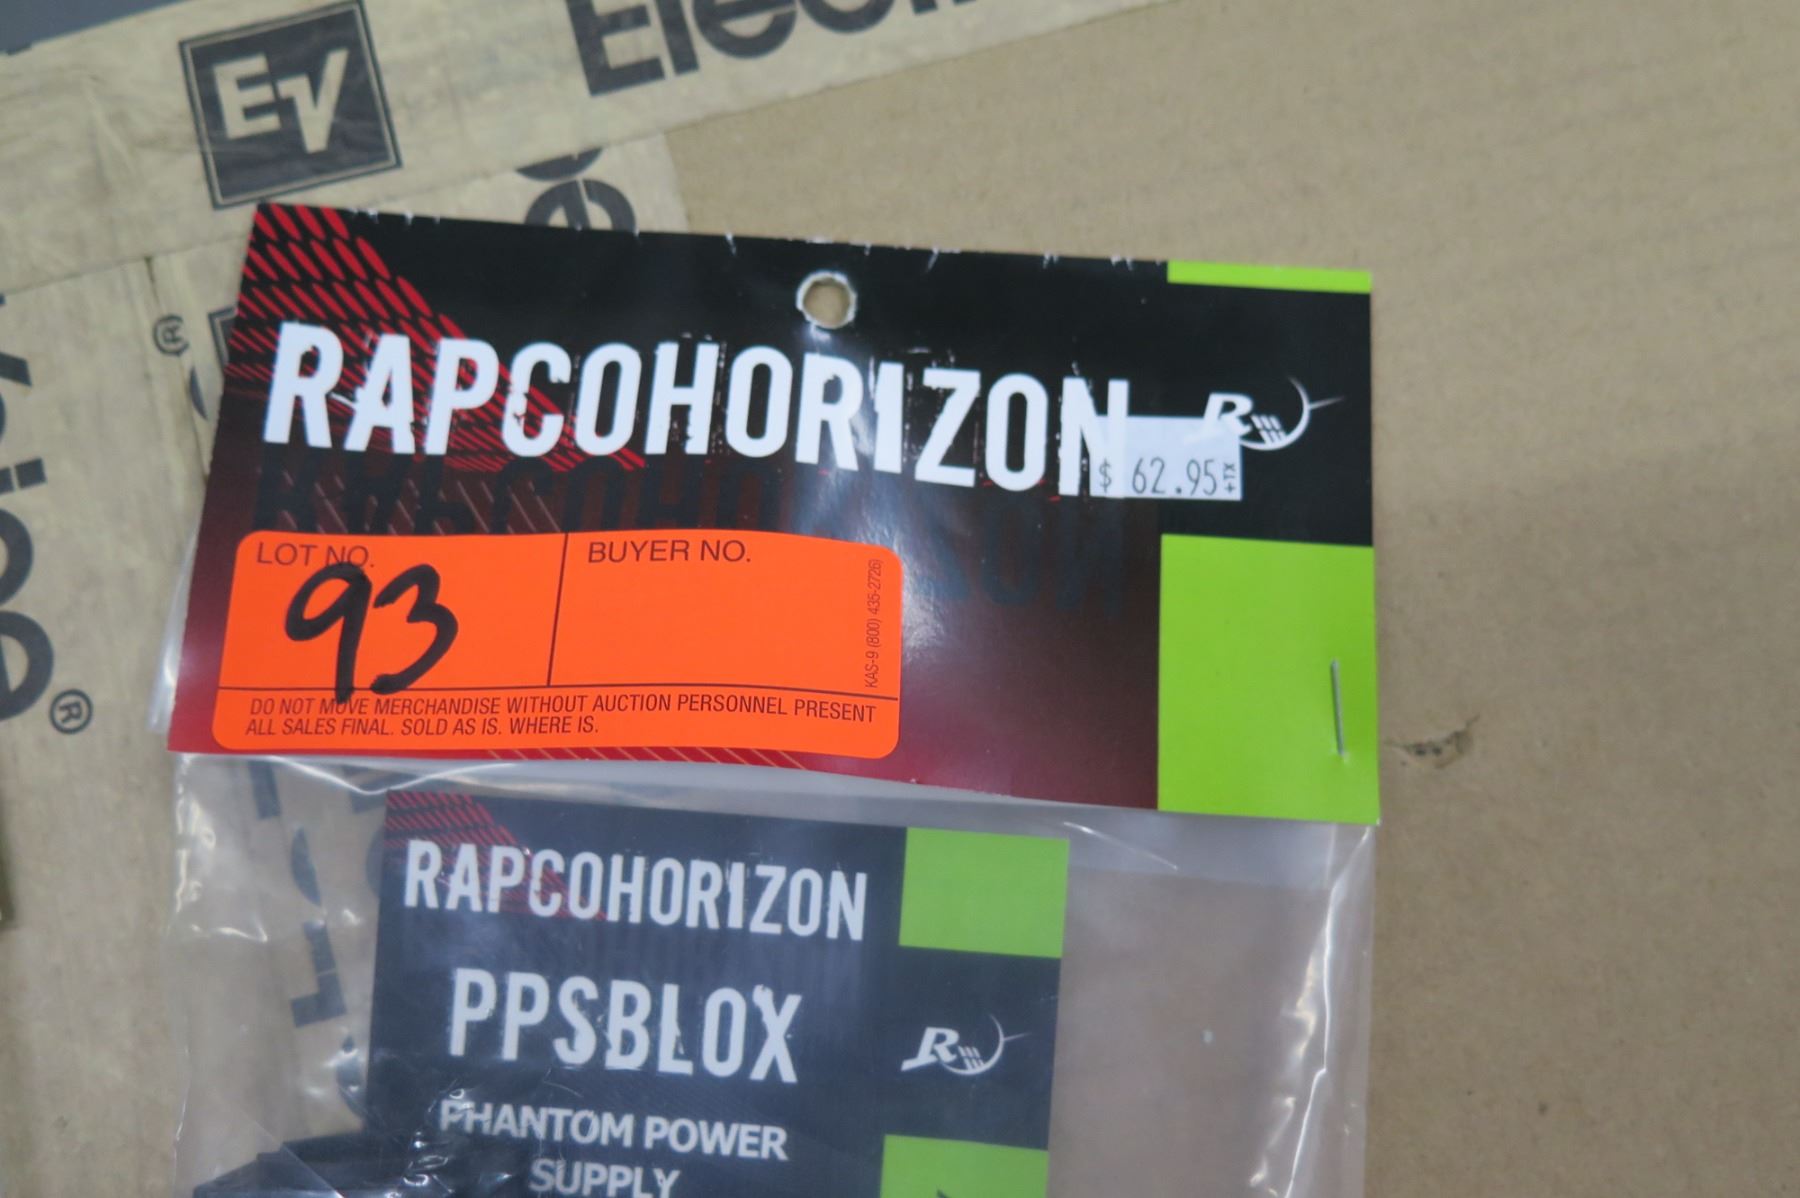 EV
®
®
RAPCOHORIZON
R
$ 62.95 +TX
LOT NO. BUYER NO.
93
KAS-9 (800) 435-2726)
DO NOT MOVE MERCHANDISE WITHOUT AUCTION PERSONNEL PRESENT
ALL SALES FINAL. SOLD AS IS. WHERE IS.
RAPCOHORIZON
PPSBLOX
R
PHANTOM POWER
SUPPLY